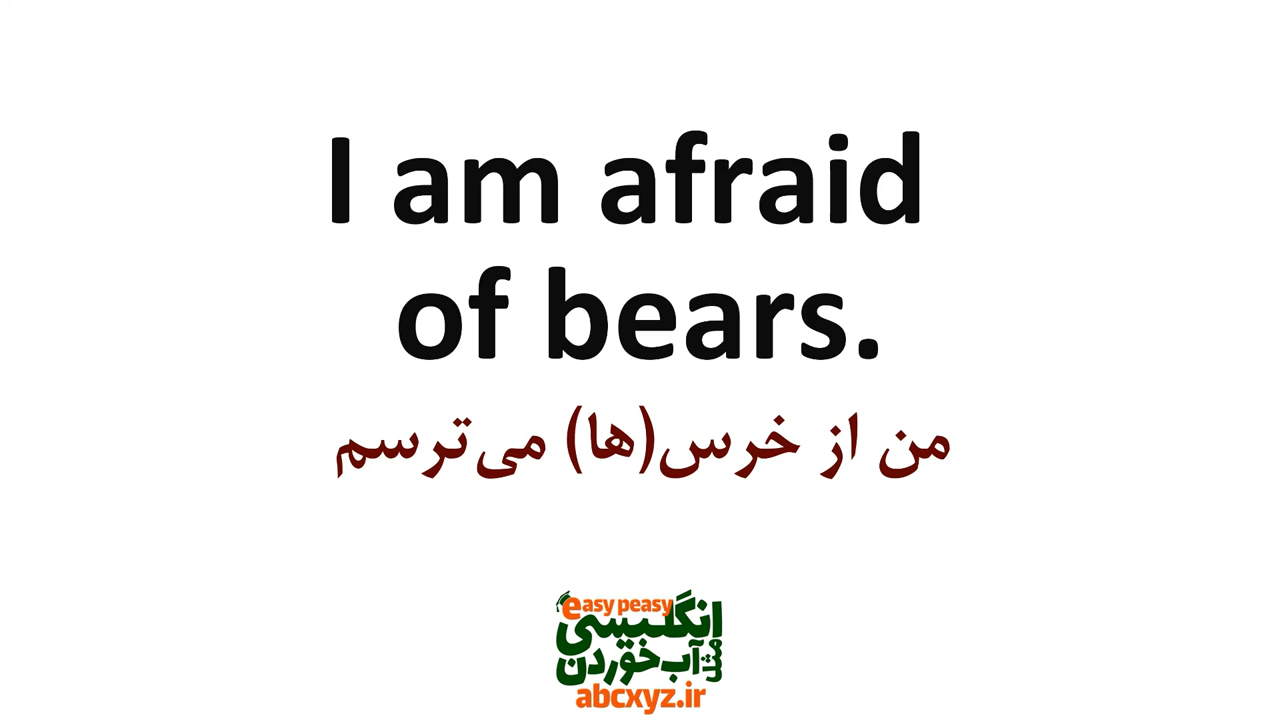 I am afraid
of bears.
من از خرس(ها) می‌ترسم
easy peasy
انگلیسی
مثل آب خوردن
abcxyz.ir